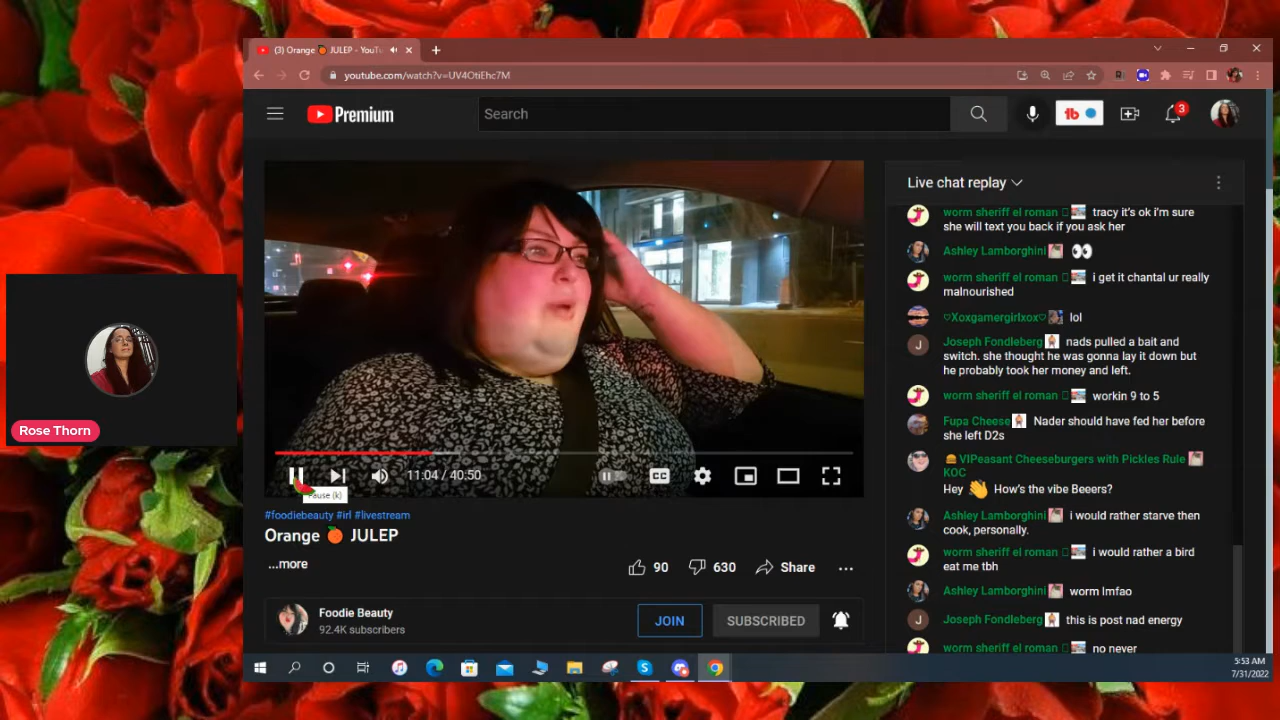 (3) Orange 🍊 JULEP - YouTu
youtube.com/watch?v=UV4OtiEhc7M
Premium
Search
1b
3
Live chat replay
worm sheriff el roman tracy it's ok i'm sure
she will text you back if you ask her
Ashley Lamborghini 👀
worm sheriff el roman i get it chantal ur really
malnourished
♡Xoxgamergirlxox♡ lol
Joseph Fondleberg nads pulled a bait and
switch. she thought he was gonna lay it down but
he probably took her money and left.
worm sheriff el roman workin 9 to 5
Fupa Cheese Nader should have fed her before
she left D2s
🍔VIPeasant Cheeseburgers with Pickles Rule
KOC
Hey 👋 How's the vibe Beeers?
Ashley Lamborghini i would rather starve then
cook, personally.
worm sheriff el roman i would rather a bird
eat me tbh
Ashley Lamborghini worm lmfao
Joseph Fondleberg this is post nad energy
worm sheriff el roman no never
Rose Thorn
11:04 / 40:50
CC
Pause (k)
#foodiebeauty #irl #livestream
Orange 🍊 JULEP
...more
90
630
Share
Foodie Beauty
92.4K subscribers
JOIN
SUBSCRIBED
5:53 AM
7/31/2022